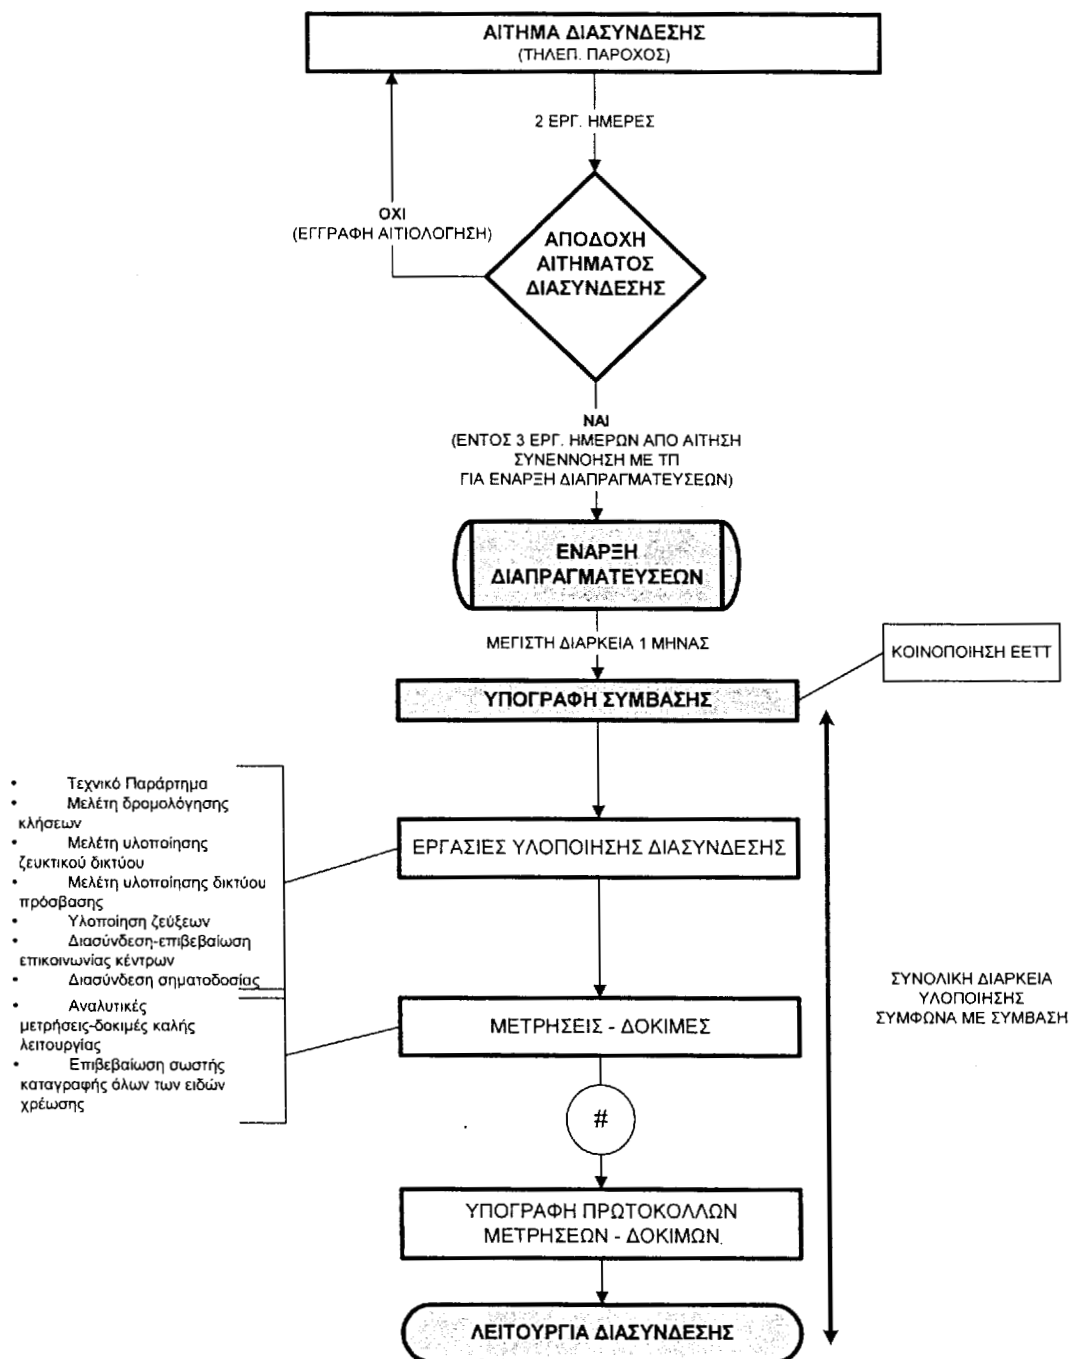 ΑΙΤΗΜΑ ΔΙΑΣΥΝΔΕΣΗΣ
(ΤΗΛΕΠ. ΠΑΡΟΧΟΣ)
2 ΕΡΓ. ΗΜΕΡΕΣ
ΟΧΙ
(ΕΓΓΡΑΦΗ ΑΙΤΙΟΛΟΓΗΣΗ)
ΑΠΟΔΟΧΗ
ΑΙΤΗΜΑΤΟΣ
ΔΙΑΣΥΝΔΕΣΗΣ
ΝΑΙ
(ΕΝΤΟΣ 3 ΕΡΓ. ΗΜΕΡΩΝ ΑΠΟ ΑΙΤΗΣΗ
ΣΥΝΕΝΝΟΗΣΗ ΜΕ ΤΠ
ΓΙΑ ΕΝΑΡΞΗ ΔΙΑΠΡΑΓΜΑΤΕΥΣΕΩΝ)
ΕΝΑΡΞΗ
ΔΙΑΠΡΑΓΜΑΤΕΥΣΕΩΝ
ΜΕΓΙΣΤΗ ΔΙΑΡΚΕΙΑ 1 ΜΗΝΑΣ
ΚΟΙΝΟΠΟΙΗΣΗ ΕΕΤΤ
ΥΠΟΓΡΑΦΗ ΣΥΜΒΑΣΗΣ
• Τεχνικό Παράρτημα
• Μελέτη δρομολόγησης
κλήσεων
• Μελέτη υλοποίησης
ζευκτικού δικτύου
• Μελέτη υλοποίησης δικτύου
πρόσβασης
• Υλοποίηση ζεύξεων
• Διασύνδεση-επιβεβαίωση
επικοινωνίας κέντρων
• Διασύνδεση σηματοδοσίας
ΕΡΓΑΣΙΕΣ ΥΛΟΠΟΙΗΣΗΣ ΔΙΑΣΥΝΔΕΣΗΣ
• Αναλυτικές
μετρήσεις-δοκιμές καλής
λειτουργίας
• Επιβεβαίωση σωστής
καταγραφής όλων των ειδών
χρέωσης
ΜΕΤΡΗΣΕΙΣ - ΔΟΚΙΜΕΣ
ΣΥΝΟΛΙΚΗ ΔΙΑΡΚΕΙΑ
ΥΛΟΠΟΙΗΣΗΣ
ΣΥΜΦΩΝΑ ΜΕ ΣΥΜΒΑΣΗ
#
ΥΠΟΓΡΑΦΗ ΠΡΩΤΟΚΟΛΛΩΝ
ΜΕΤΡΗΣΕΩΝ - ΔΟΚΙΜΩΝ.
ΛΕΙΤΟΥΡΓΙΑ ΔΙΑΣΥΝΔΕΣΗΣ